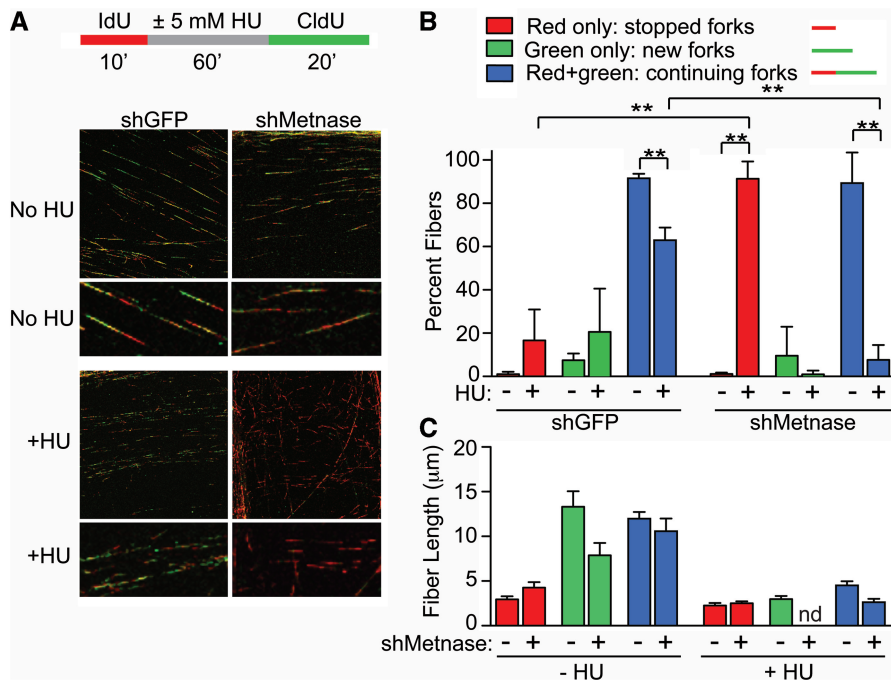 A
IdU ± 5 mM HU CldU
10’ 60’ 20’
shGFP shMetnase
No HU
No HU
+HU
+HU
B
Red only: stopped forks
Green only: new forks
Red+green: continuing forks
**
**
** ** **
Percent Fibers
100
80
60
40
20
0
HU: - + - + - + - + - + - +
shGFP shMetnase
C
Fiber Length (μm)
20
15
10
5
0
nd
shMetnase: - + - + - + - + - + - +
- HU + HU